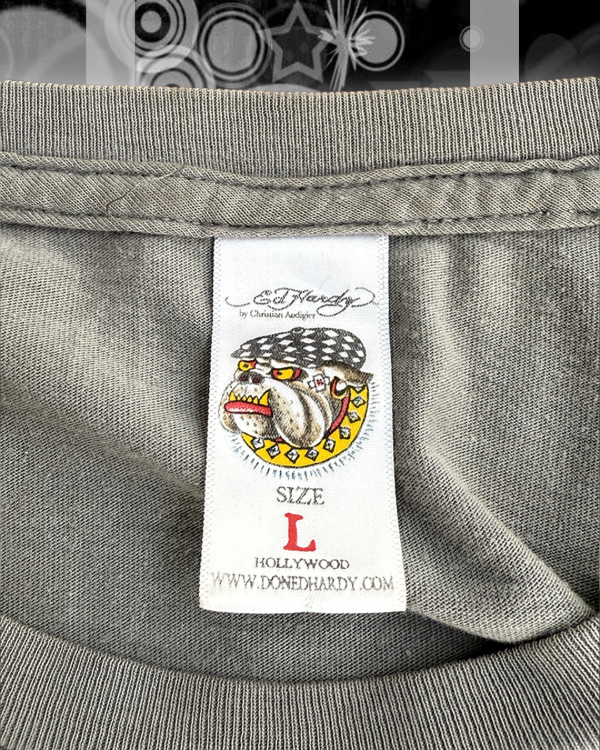 Ed Hardy
by Christian Audigier
SIZE
L
HOLLYWOOD
WWW.DONEDHARDY.COM